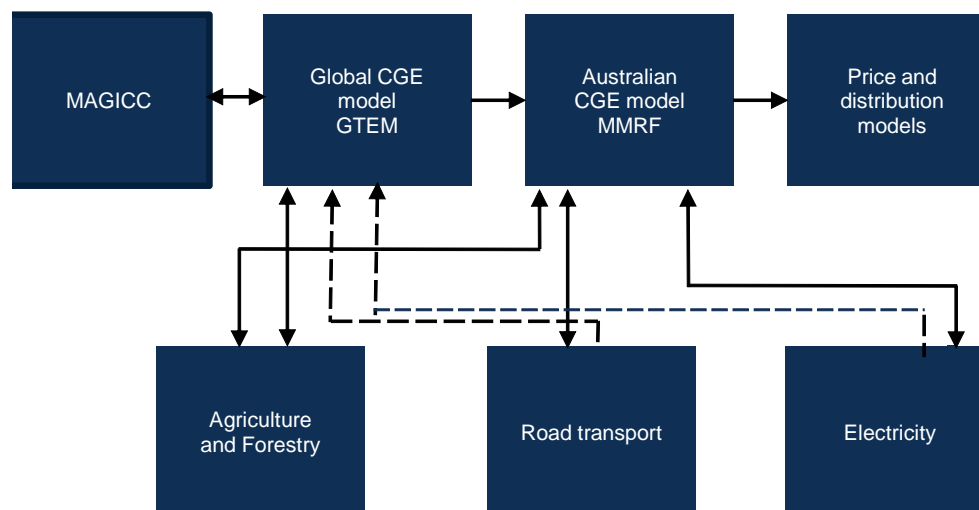 MAGICC
Global CGE
model
GTEM
Australian
CGE model
MMRF
Price and
distribution
models
Agriculture
and Forestry
Road transport
Electricity